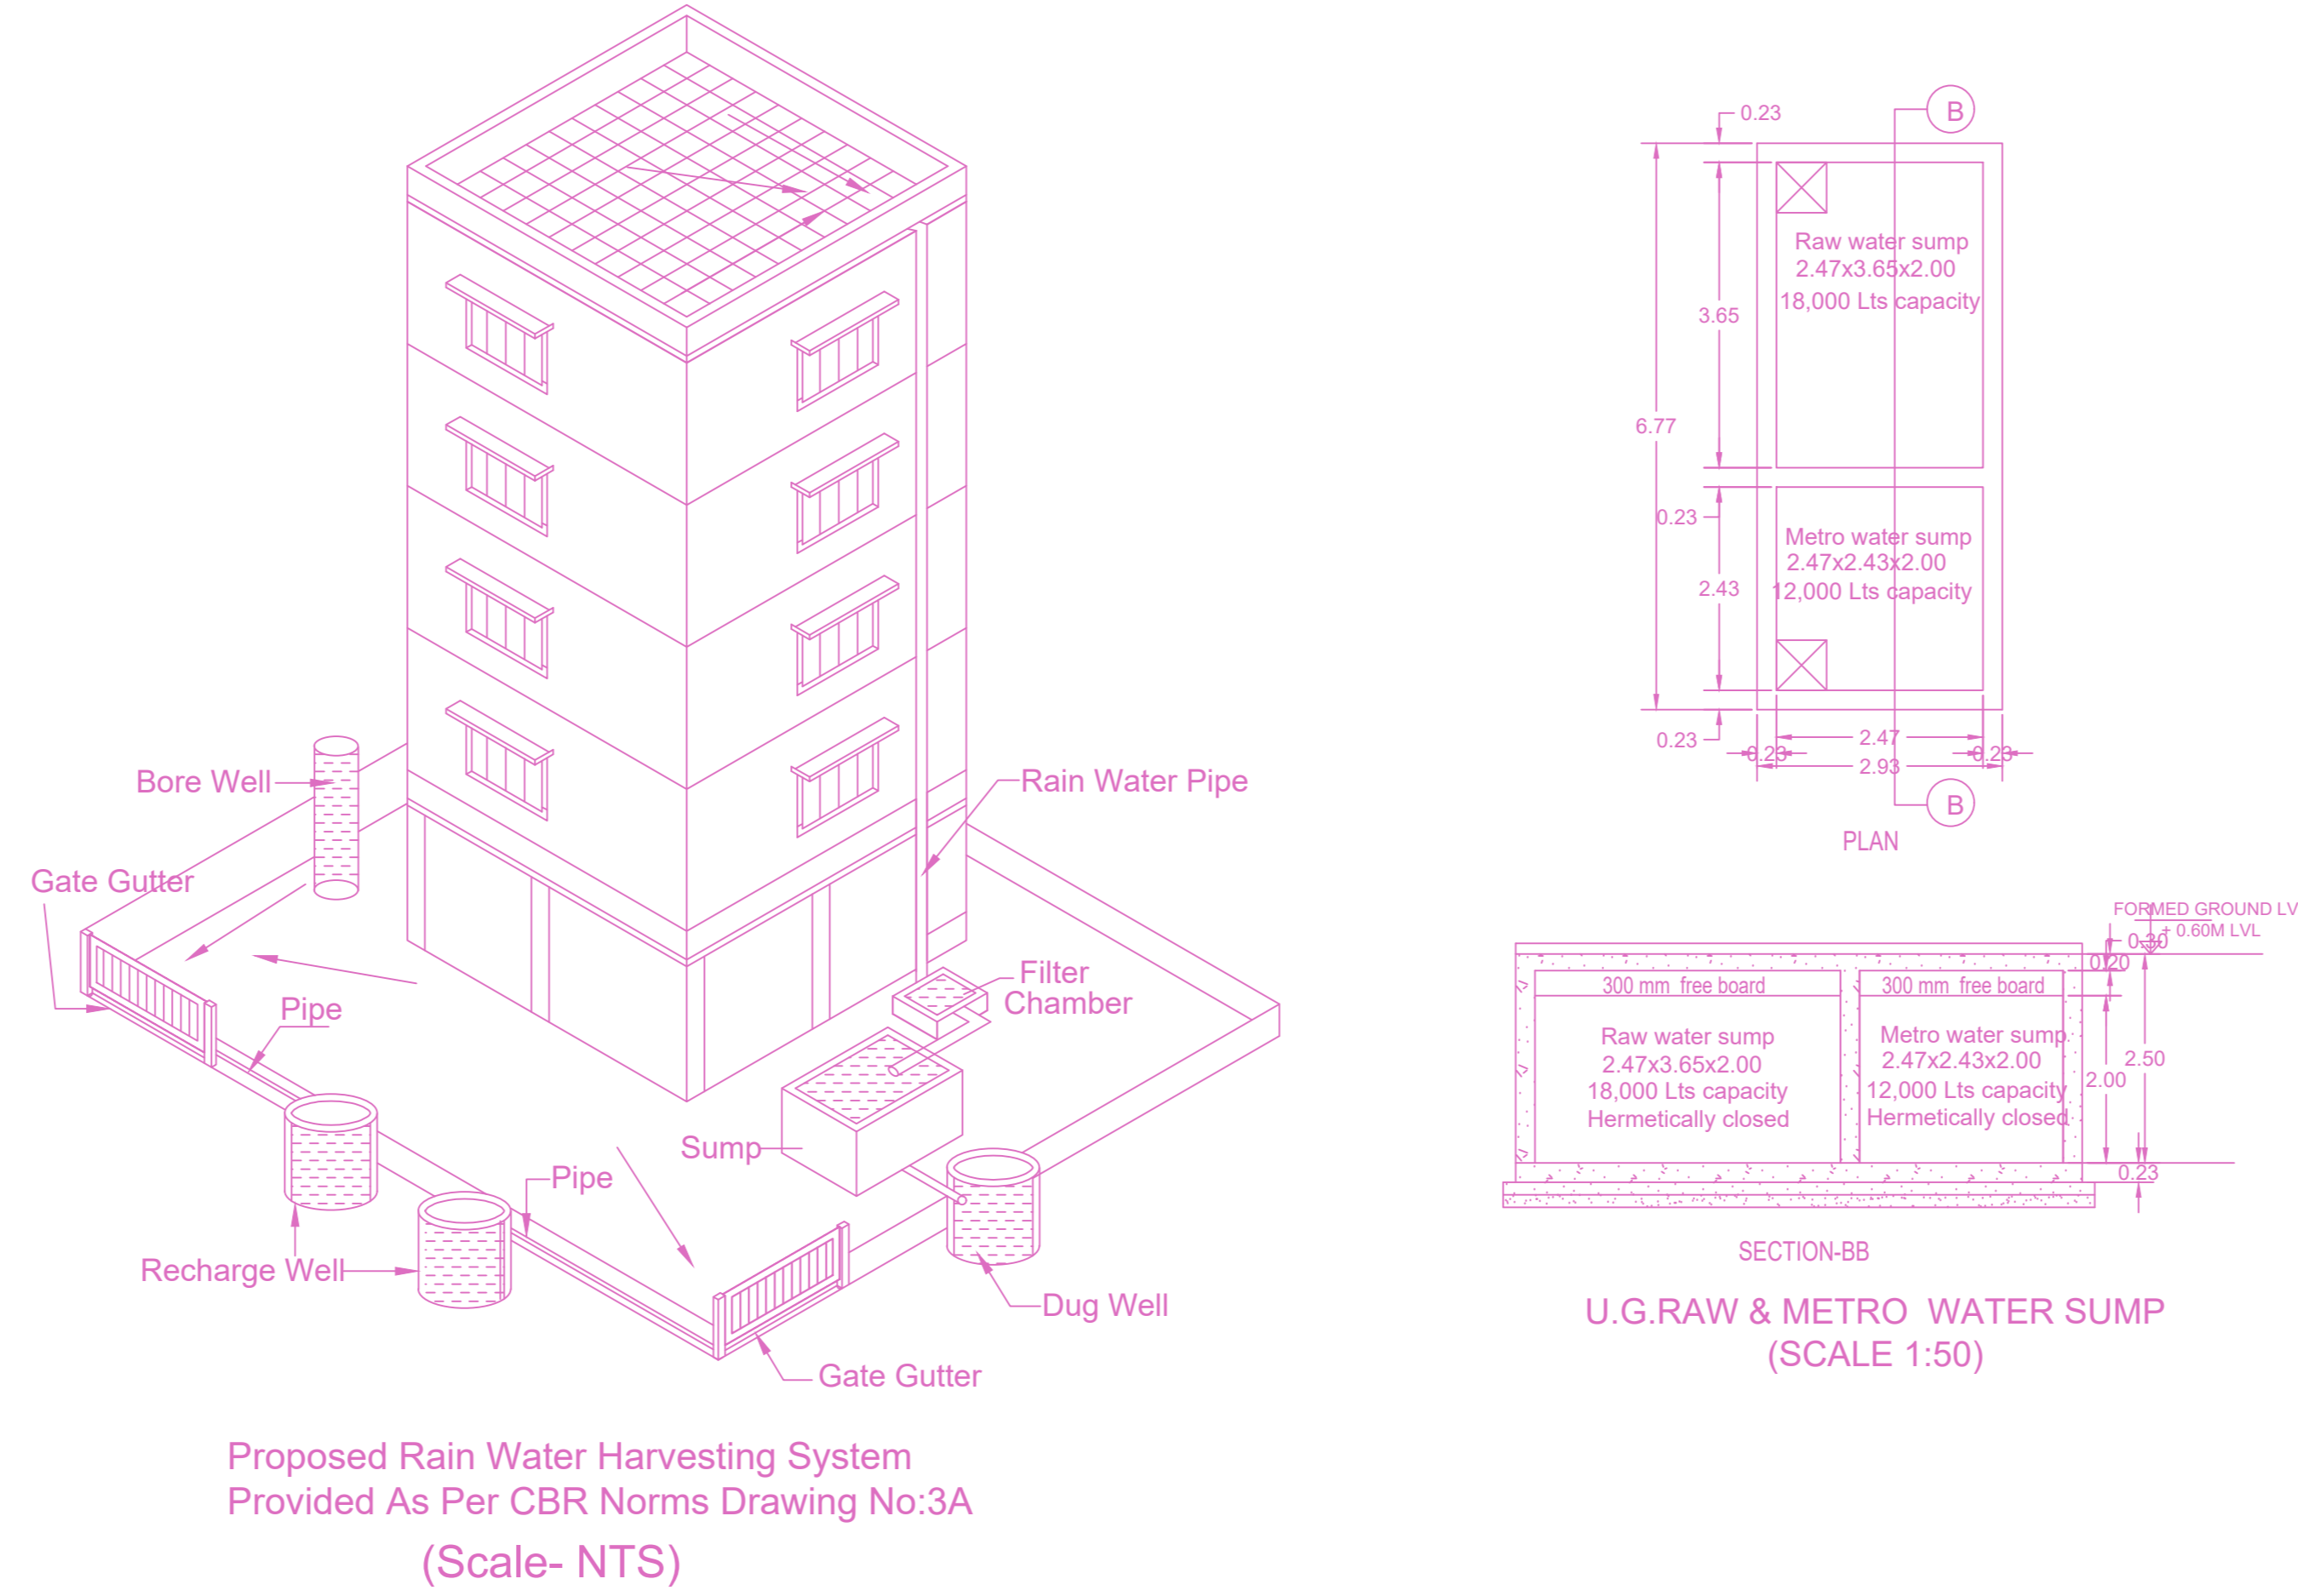 Bore Well
Rain Water Pipe
Gate Gutter
Pipe
Filter
Chamber
Sump
Pipe
Recharge Well
Dug Well
Gate Gutter
Proposed Rain Water Harvesting System
Provided As Per CBR Norms Drawing No:3A
(Scale- NTS)
B
0.23
Raw water sump
2.47x3.65x2.00
18,000 Lts capacity
3.65
6.77
0.23
Metro water sump
2.47x2.43x2.00
12,000 Lts capacity
2.43
0.23
2.47
0.23
0.23
2.93
B
PLAN
FORMED GROUND LV
+ 0.60M LVL
0.30
0.20
300 mm free board
300 mm free board
Raw water sump
2.47x3.65x2.00
18,000 Lts capacity
Hermetically closed
Metro water sump
2.47x2.43x2.00
12,000 Lts capacity
Hermetically closed
2.50
2.00
0.23
SECTION-BB
U.G.RAW & METRO WATER SUMP
(SCALE 1:50)